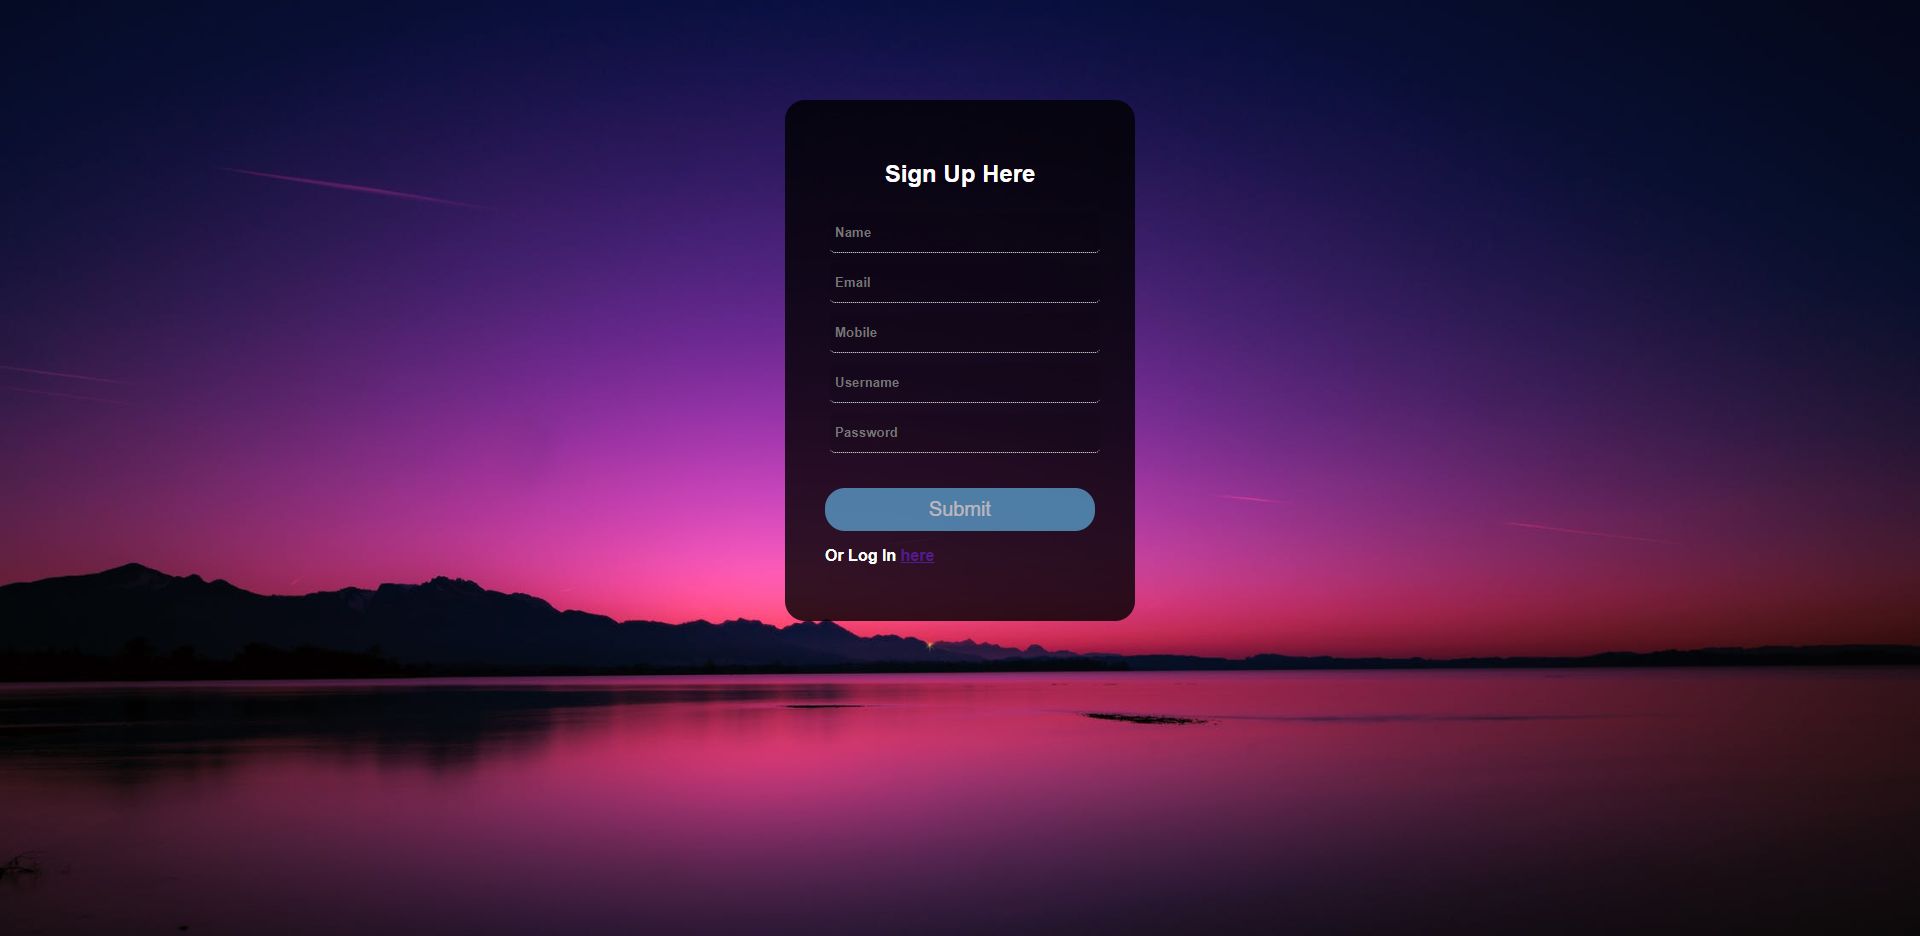 Sign Up Here
Name
Email
Mobile
Username
Password
Submit
Or Log In here